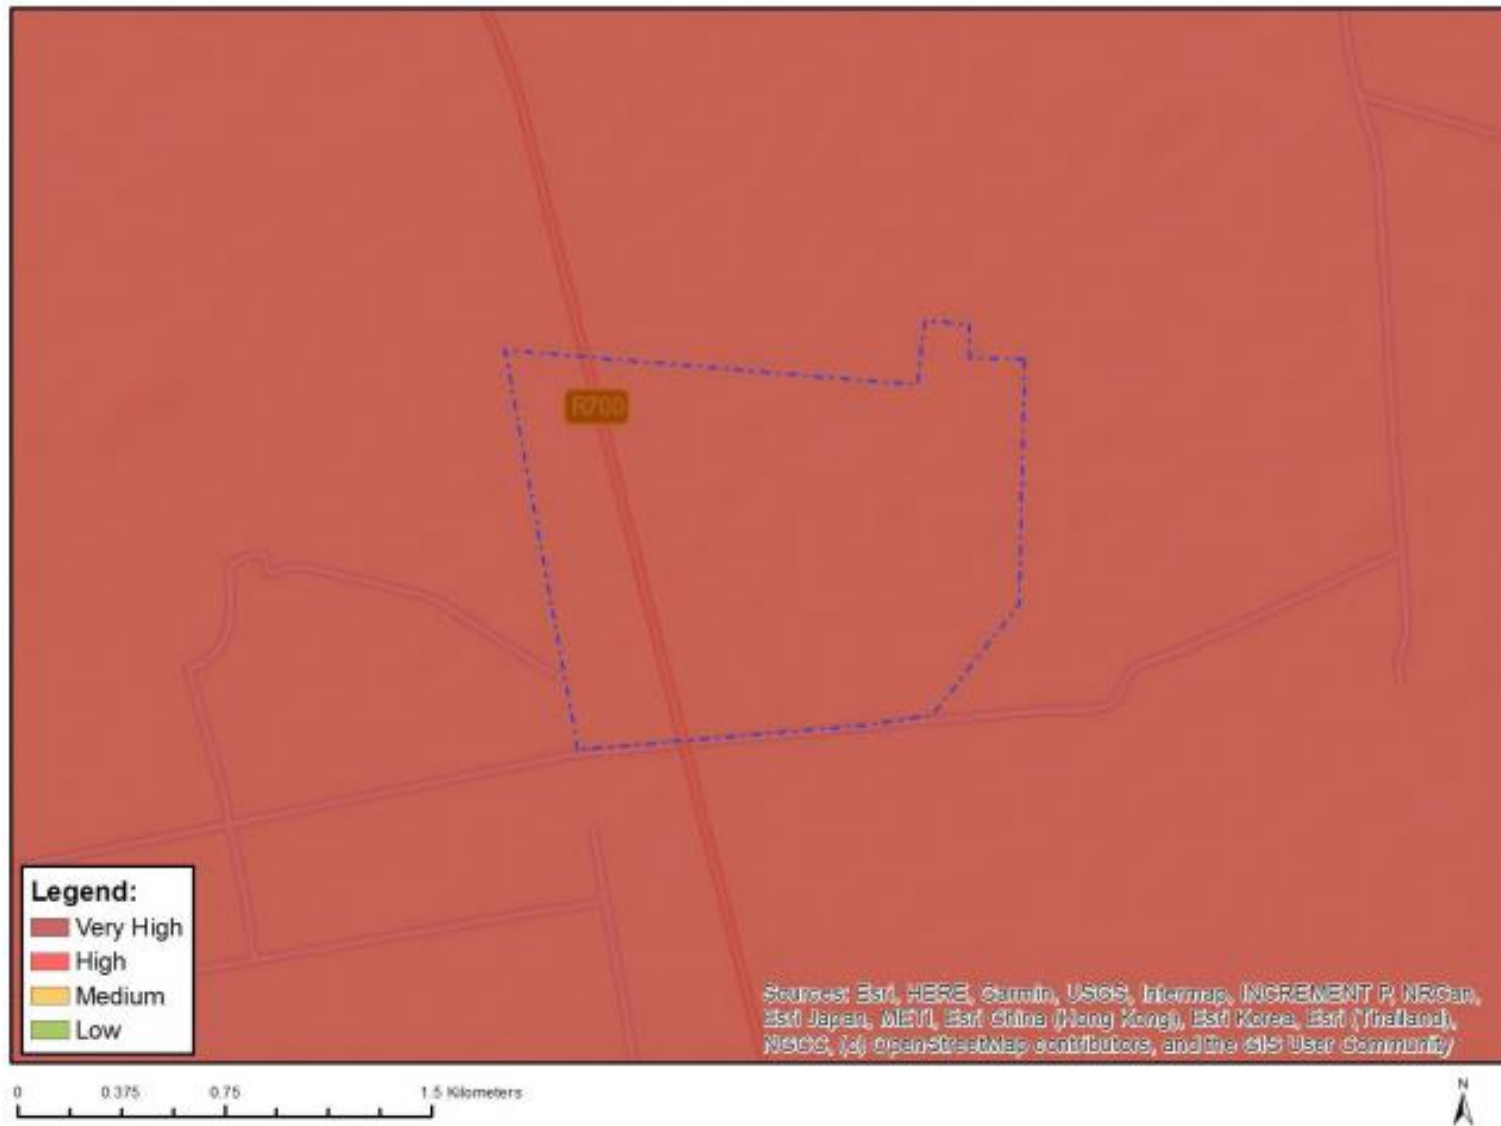 R700
Legend:
Very High
High
Medium
Low
Sources: Esri, HERE, Garmin, USGS, Intermap, INCREMENT P, NRCan,
Esri Japan, METI, Esri China (Hong Kong), Esri Korea, Esri (Thailand),
NGCC, (c) OpenStreetMap contributors, and the GIS User Community
0 0.375 0.75 1.5 Kilometers
N